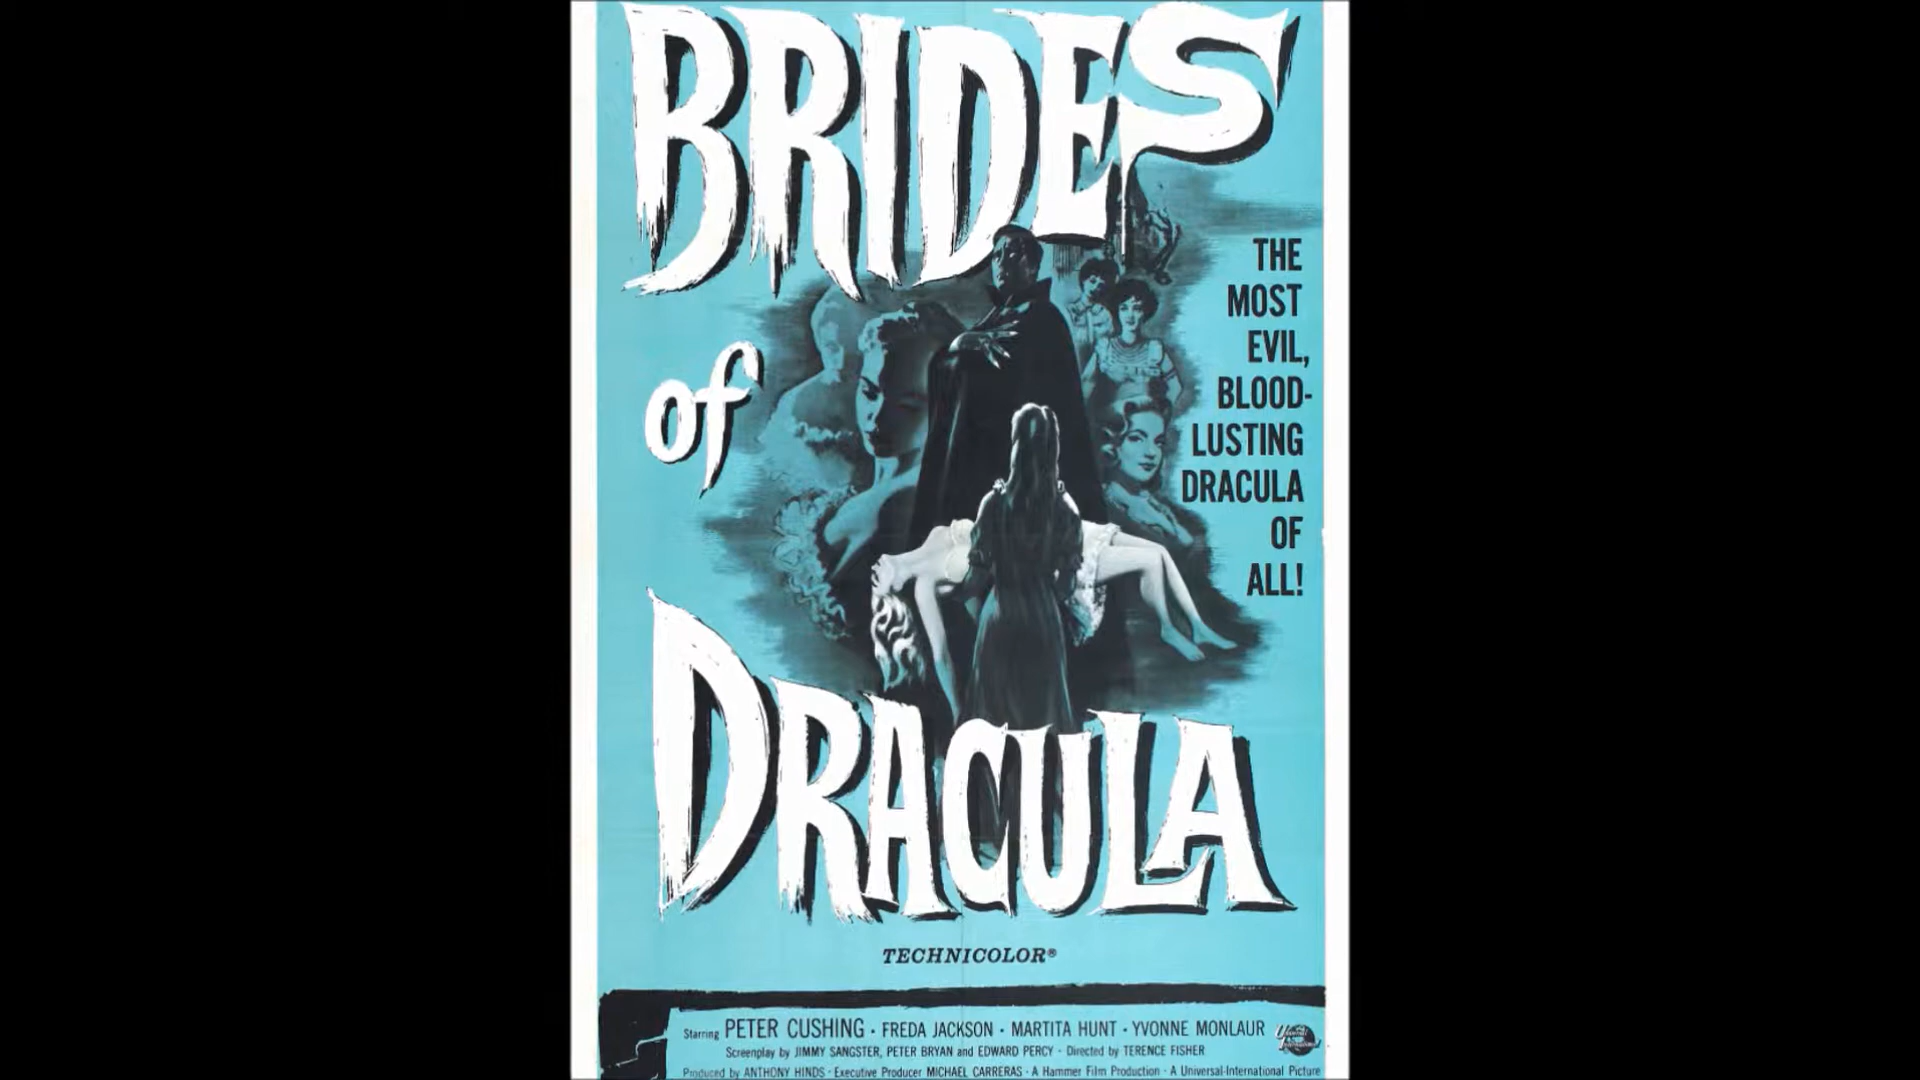 BRIDES
of
DRACULA
THE
MOST
EVIL,
BLOOD-
LUSTING
DRACULA
OF
ALL!
TECHNICOLOR®
Starring PETER CUSHING · FREDA JACKSON · MARTITA HUNT · YVONNE MONLAUR
Screenplay by JIMMY SANGSTER, PETER BRYAN and EDWARD PERCY · Directed by TERENCE FISHER
Produced by ANTHONY HINDS · Executive Producer MICHAEL CARRERAS · A Hammer Film Production · A Universal-International Picture